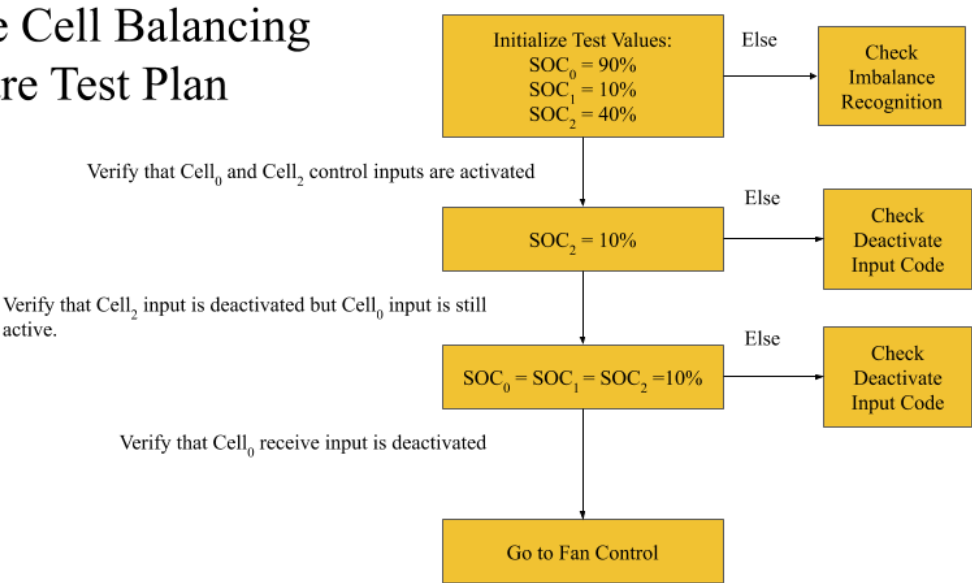 Cell Balancing
Test Plan
Initialize Test Values:
SOC₀ = 90%
SOC₁ = 10%
SOC₂ = 40%
Else
Check
Imbalance
Recognition
Verify that Cell₀ and Cell₂ control inputs are activated
SOC₂ = 10%
Else
Check
Deactivate
Input Code
Verify that Cell₂ input is deactivated but Cell₀ input is still
active.
SOC₀ = SOC₁ = SOC₂ =10%
Else
Check
Deactivate
Input Code
Verify that Cell₀ receive input is deactivated
Go to Fan Control